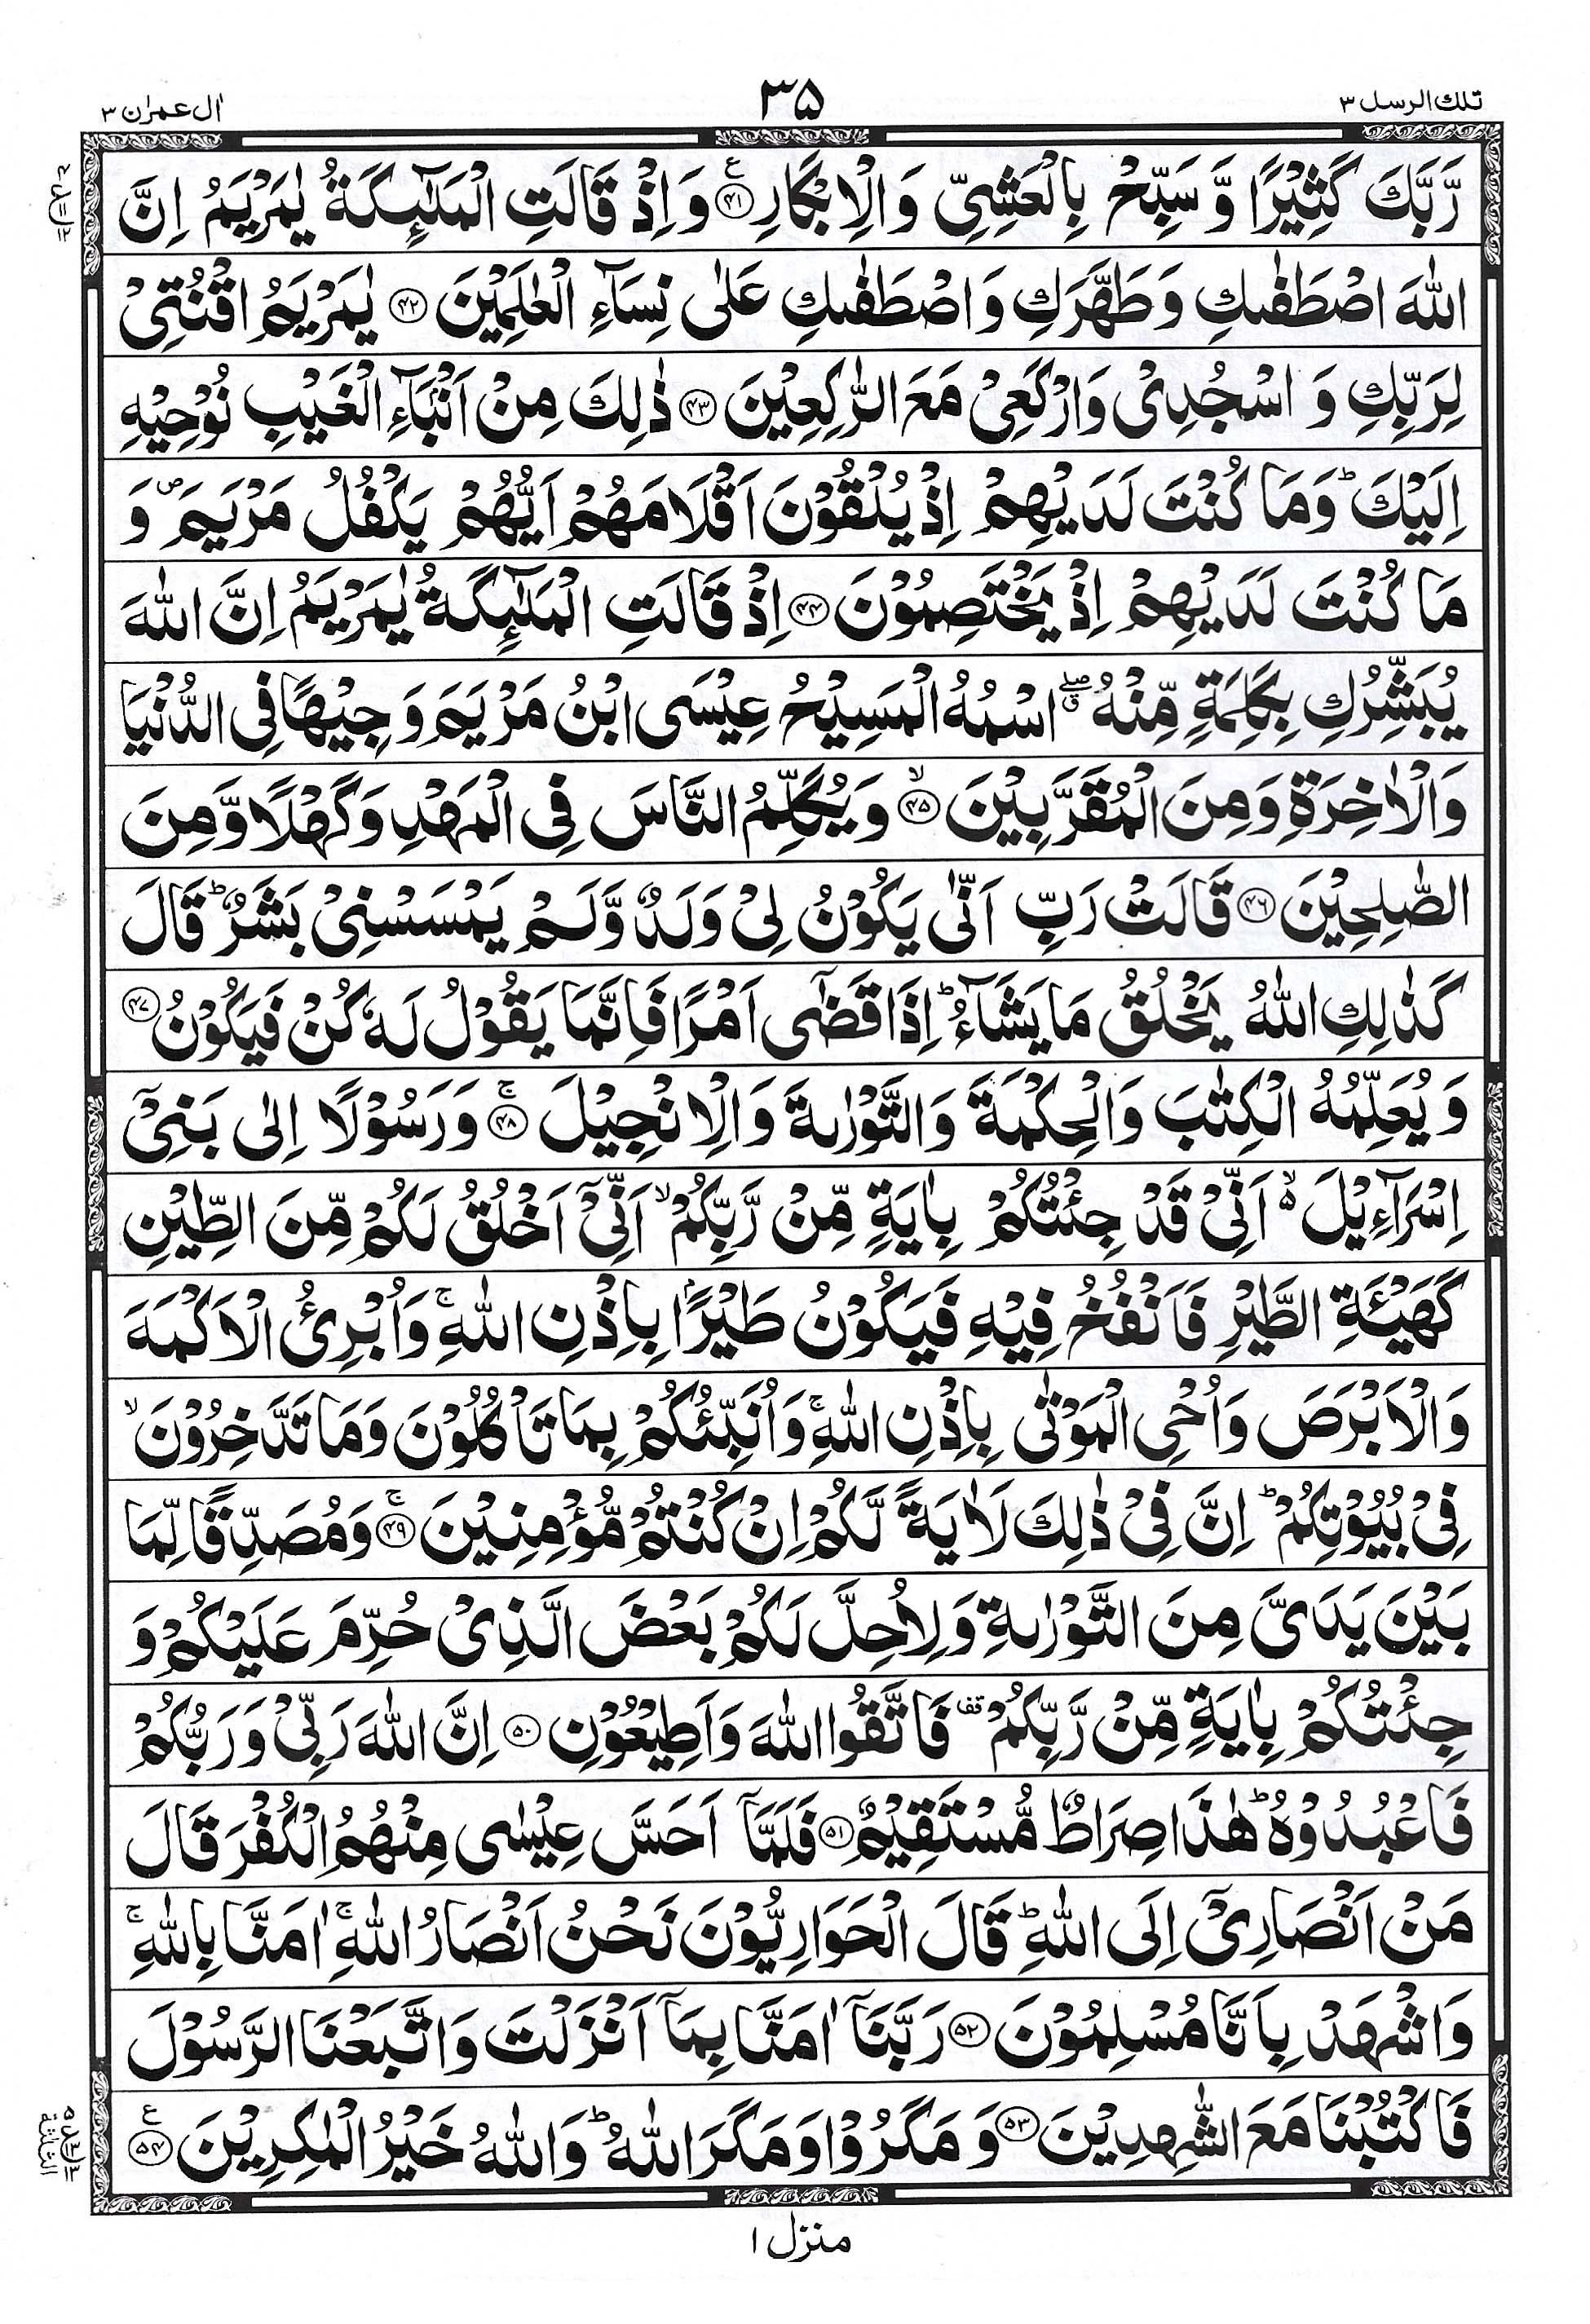 تلك الرسل ٣
٣٥
اٰل عمران ٣
رَّبَّكَ كَثِيْرًا وَّ سَبِّحْ بِالْعَشِيِّ وَالْاِبْكَارِ ﴿۴۱﴾ وَ اِذْ قَالَتِ الْمَلٰٓئِكَةُ يٰمَرْيَمُ اِنَّ
اللّٰهَ اصْطَفٰىكِ وَطَهَّرَكِ وَاصْطَفٰىكِ عَلٰى نِسَآءِ الْعٰلَمِيْنَ ﴿۴۲﴾ يٰمَرْيَمُ اقْنُتِيْ
لِرَبِّكِ وَ اسْجُدِيْ وَارْكَعِيْ مَعَ الرّٰكِعِيْنَ ﴿۴۳﴾ ذٰلِكَ مِنْ اَنْۢبَآءِ الْغَيْبِ نُوْحِيْهِ
اِلَيْكَ ؕ وَمَا كُنْتَ لَدَيْهِمْ اِذْ يُلْقُوْنَ اَقْلَامَهُمْ اَيُّهُمْ يَكْفُلُ مَرْيَمَ ۪ وَ
مَا كُنْتَ لَدَيْهِمْ اِذْ يَخْتَصِمُوْنَ ﴿۴۴﴾ اِذْ قَالَتِ الْمَلٰٓئِكَةُ يٰمَرْيَمُ اِنَّ اللّٰهَ
يُبَشِّرُكِ بِكَلِمَةٍ مِّنْهُ ۖۗ اسْمُهُ الْمَسِيْحُ عِيْسَى ابْنُ مَرْيَمَ وَجِيْهًا فِي الدُّنْيَا
وَالْاٰخِرَةِ وَمِنَ الْمُقَرَّبِيْنَ ۙ﴿۴۵﴾ وَيُكَلِّمُ النَّاسَ فِي الْمَهْدِ وَكَهْلًا وَّمِنَ
الصّٰلِحِيْنَ ﴿۴۶﴾ قَالَتْ رَبِّ اَنّٰى يَكُوْنُ لِيْ وَلَدٌ وَّلَمْ يَمْسَسْنِيْ بَشَرٌ ؕ قَالَ
كَذٰلِكِ اللّٰهُ يَخْلُقُ مَا يَشَآءُ ؕ اِذَا قَضٰۤى اَمْرًا فَاِنَّمَا يَقُوْلُ لَهٗ كُنْ فَيَكُوْنُ ﴿۴۷﴾
وَ يُعَلِّمُهُ الْكِتٰبَ وَالْحِكْمَةَ وَالتَّوْرٰىةَ وَالْاِنْجِيْلَ ۚ﴿۴۸﴾ وَ رَسُوْلًا اِلٰى بَنِيْۤ
اِسْرَآءِيْلَ ۙ۬ اَنِّيْ قَدْ جِئْتُكُمْ بِاٰيَةٍ مِّنْ رَّبِّكُمْ ۙ اَنِّيْۤ اَخْلُقُ لَكُمْ مِّنَ الطِّيْنِ
كَهَيْئَةِ الطَّيْرِ فَاَنْفُخُ فِيْهِ فَيَكُوْنُ طَيْرًۢا بِاِذْنِ اللّٰهِ ۚ وَاُبْرِئُ الْاَكْمَهَ
وَالْاَبْرَصَ وَاُحْيِ الْمَوْتٰى بِاِذْنِ اللّٰهِ ۚ وَاُنَبِّئُكُمْ بِمَا تَاْكُلُوْنَ وَمَا تَدَّخِرُوْنَ ۙ
فِيْ بُيُوْتِكُمْ ؕ اِنَّ فِيْ ذٰلِكَ لَاٰيَةً لَّكُمْ اِنْ كُنْتُمْ مُّؤْمِنِيْنَ ۚ﴿۴۹﴾ وَمُصَدِّقًا لِّمَا
بَيْنَ يَدَيَّ مِنَ التَّوْرٰىةِ وَلِاُحِلَّ لَكُمْ بَعْضَ الَّذِيْ حُرِّمَ عَلَيْكُمْ وَ
جِئْتُكُمْ بِاٰيَةٍ مِّنْ رَّبِّكُمْ قف فَاتَّقُوا اللّٰهَ وَاَطِيْعُوْنِ ﴿۵۰﴾ اِنَّ اللّٰهَ رَبِّيْ وَرَبُّكُمْ
فَاعْبُدُوْهُ ؕ هٰذَا صِرَاطٌ مُّسْتَقِيْمٌ ﴿۵۱﴾ فَلَمَّاۤ اَحَسَّ عِيْسٰى مِنْهُمُ الْكُفْرَ قَالَ
مَنْ اَنْصَارِيْۤ اِلَى اللّٰهِ ؕ قَالَ الْحَوَارِيُّوْنَ نَحْنُ اَنْصَارُ اللّٰهِ ۚ اٰمَنَّا بِاللّٰهِ ۚ
وَاشْهَدْ بِاَنَّا مُسْلِمُوْنَ ﴿۵۲﴾ رَبَّنَاۤ اٰمَنَّا بِمَاۤ اَنْزَلْتَ وَاتَّبَعْنَا الرَّسُوْلَ
فَاكْتُبْنَا مَعَ الشّٰهِدِيْنَ ﴿۵۳﴾ وَ مَكَرُوْا وَمَكَرَ اللّٰهُ ؕ وَاللّٰهُ خَيْرُ الْمٰكِرِيْنَ ﴿۵۴﴾
منزل ١